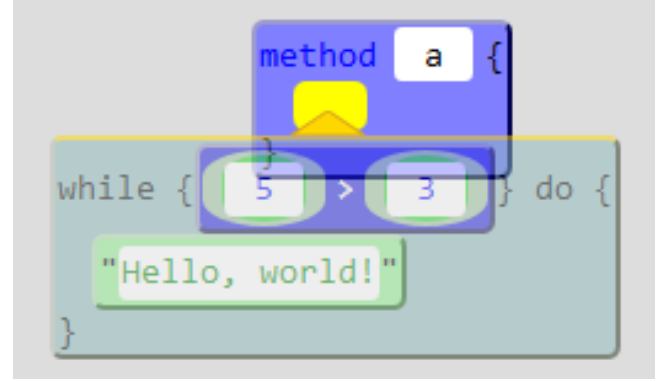 method a {
}
while { 5 > 3 } do {
"Hello, world!"
}